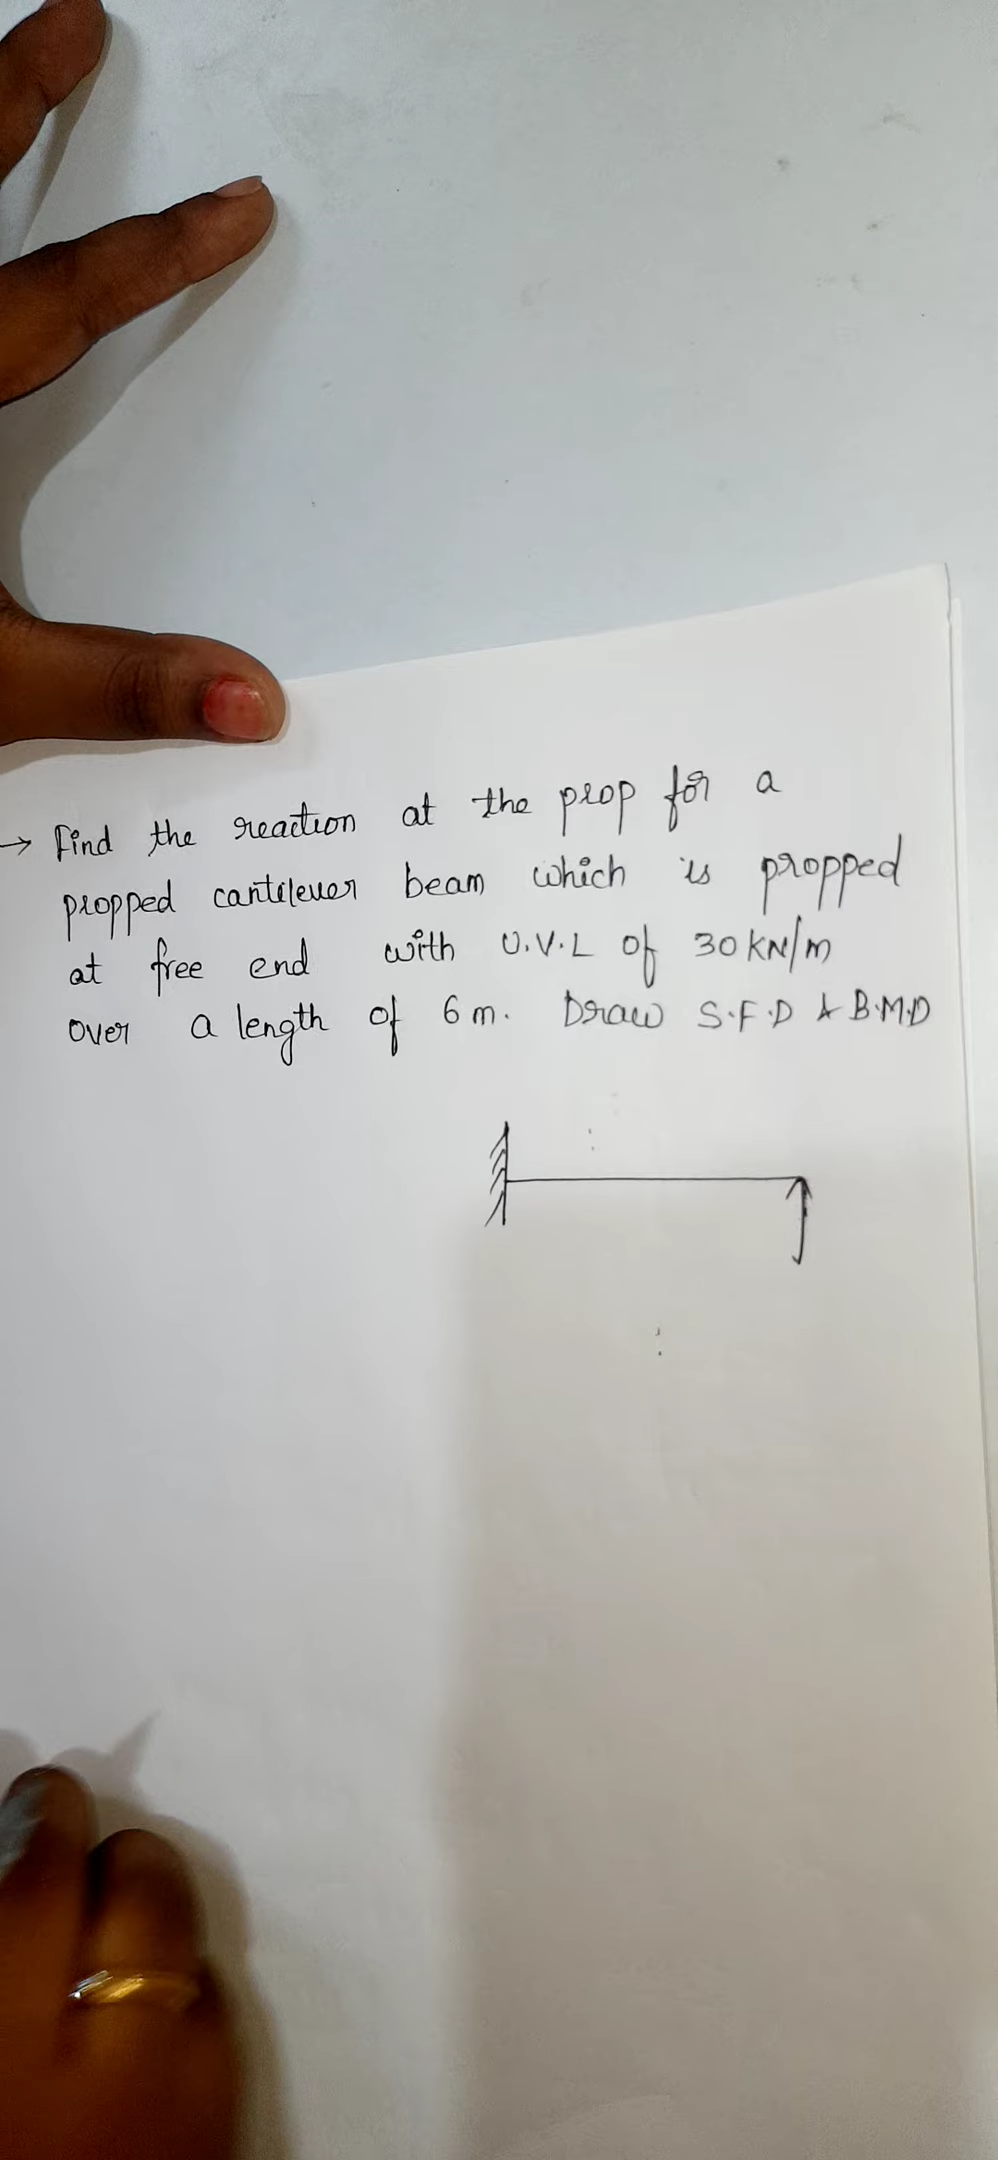 → Find the reaction at the prop for a
propped cantilever beam which is propped
at free end with U.V.L of 30 kN/m
over a length of 6 m. Draw S.F.D & B.M.D